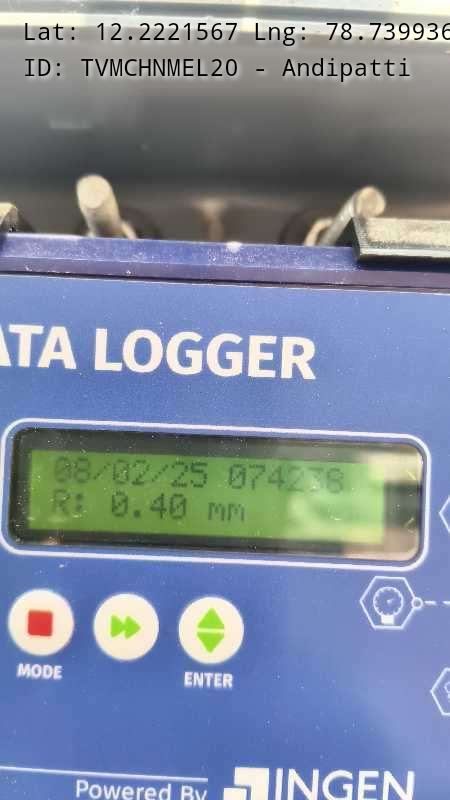 Lat: 12.2221567 Lng: 78.739936
ID: TVMCHNMEL20 - Andipatti
ATA LOGGER
08/02/25 074238
R: 0.40 mm
MODE
ENTER
Powered By INGEN